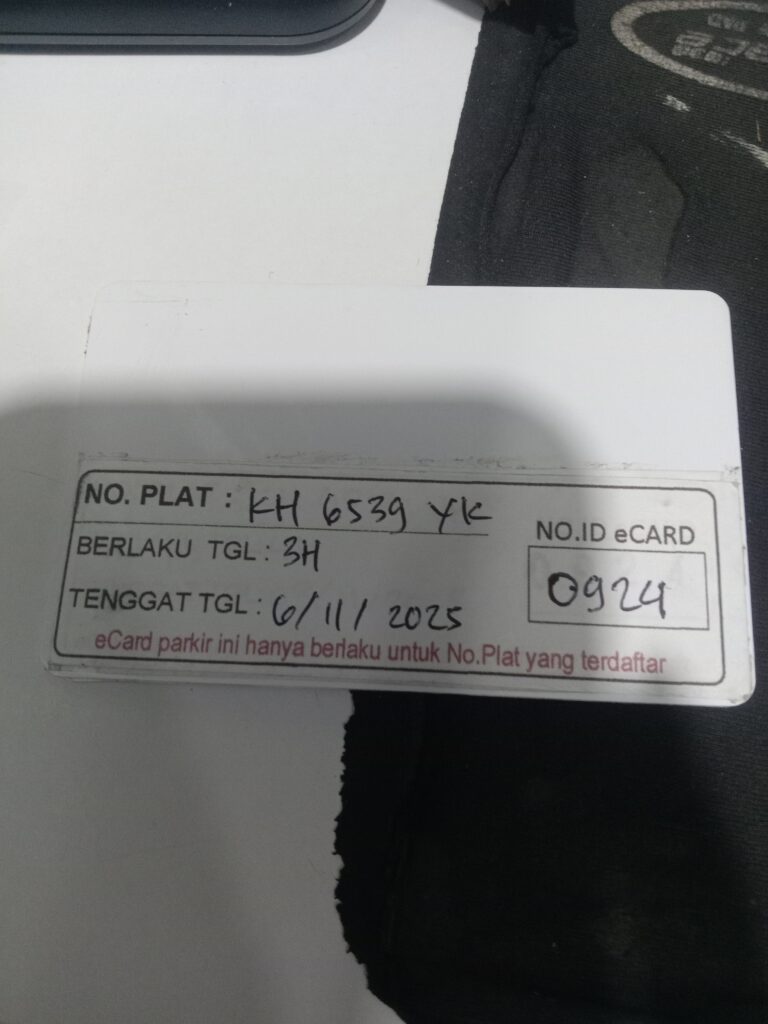 NO. PLAT : KH 6539 YK
BERLAKU TGL : 3H
TENGGAT TGL : 6/11/2025
NO.ID eCARD
0924
eCard parkir ini hanya berlaku untuk No.Plat yang terdaftar